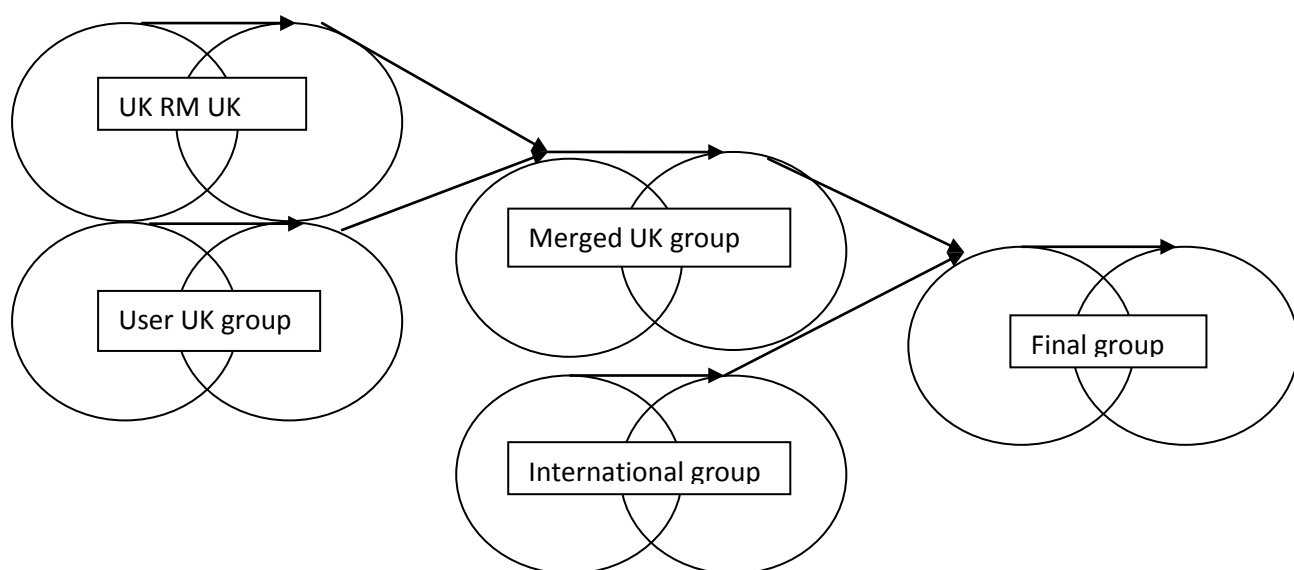 UK RM UK
User UK group
Merged UK group
International group
Final group